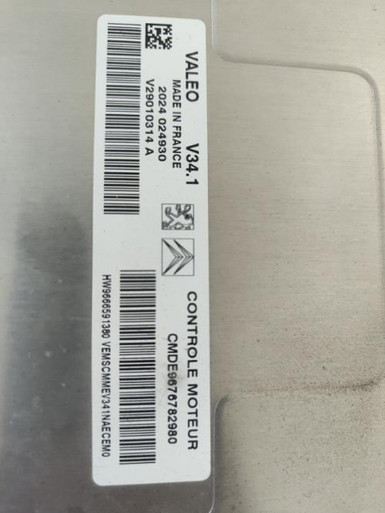 VALEO V34.1
MADE IN FRANCE
2024 024930
V29010314 A
CONTROLE MOTEUR
CMDE9676782980
HW9666591380 VEMSCMMEV341NAECEM0